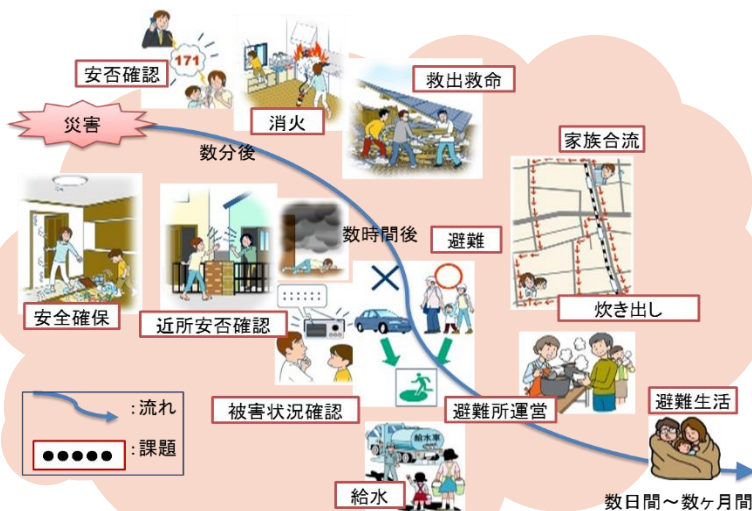 安否確認
171
消火
救出救命
災害
数分後
家族合流
数時間後
避難
安全確保
近所安否確認
炊き出し
:流れ
被害状況確認
避難所運営
避難生活
●●●●●:課題
給水車
給水
数日間~数ヶ月間